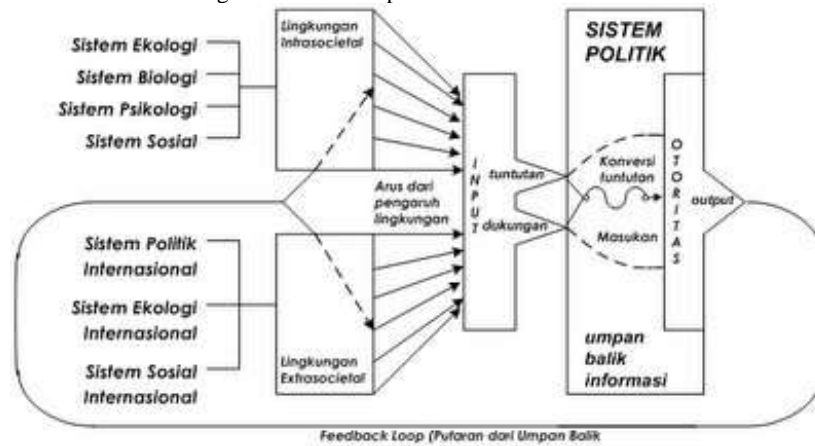 Lingkungan
Intrasocietal
Sistem Ekologi
Sistem Biologi
Sistem Psikologi
Sistem Sosial
Arus dari
pengaruh
lingkungan
Sistem Politik
Internasional
Sistem Ekologi
Internasional
Sistem Sosial
Internasional
Lingkungan
Extrasocietal
INPUT
tuntutan
dukungan
SISTEM
POLITIK
Konversi
tuntutan
Masukan
OTORITAS
output
umpan
balik
informasi
Feedback Loop (Putaran dari Umpan Balik